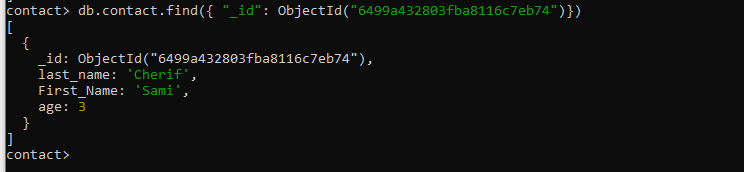 contact> db.contact.find({ "_id": ObjectId("6499a432803fba8116c7eb74")})
[
  {
    _id: ObjectId("6499a432803fba8116c7eb74"),
    last_name: 'Cherif',
    First_Name: 'Sami',
    age: 3
  }
]
contact>